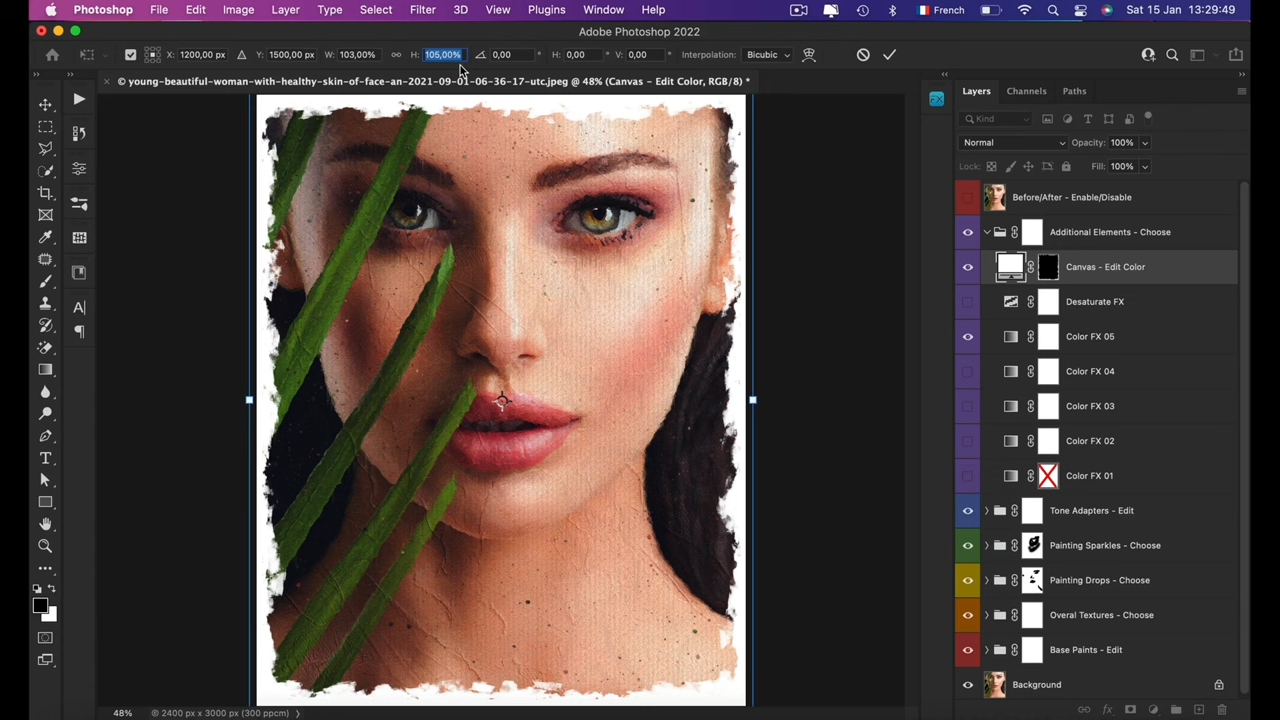 Photoshop File Edit Image Layer Type Select Filter 3D View Plugins Window Help French Sat 15 Jan 13:29:49
Adobe Photoshop 2022
X: 1200,00 px Y: 1500,00 px W: 103,00% H: 105,00% 0,00 ° H: 0,00 ° V: 0,00 ° Interpolation: Bicubic
× © young-beautiful-woman-with-healthy-skin-of-face-an-2021-09-01-06-36-17-utc.jpeg @ 48% (Canvas - Edit Color, RGB/8) *
Layers Channels Paths
Kind
Normal Opacity: 100%
Lock: Fill: 100%
Before/After - Enable/Disable
Additional Elements - Choose
Canvas - Edit Color
Desaturate FX
Color FX 05
Color FX 04
Color FX 03
Color FX 02
Color FX 01
Tone Adapters - Edit
Painting Sparkles - Choose
Painting Drops - Choose
Overal Textures - Choose
Base Paints - Edit
Background
48% 2400 px x 3000 px (300 ppcm)